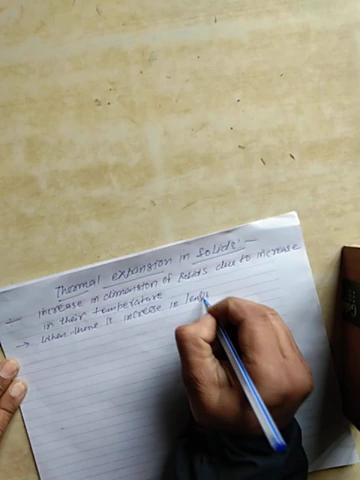 Thermal expansion in Solids :-
Increase in dimension of solids due to increase
in their temperature
→ When there is increase in len